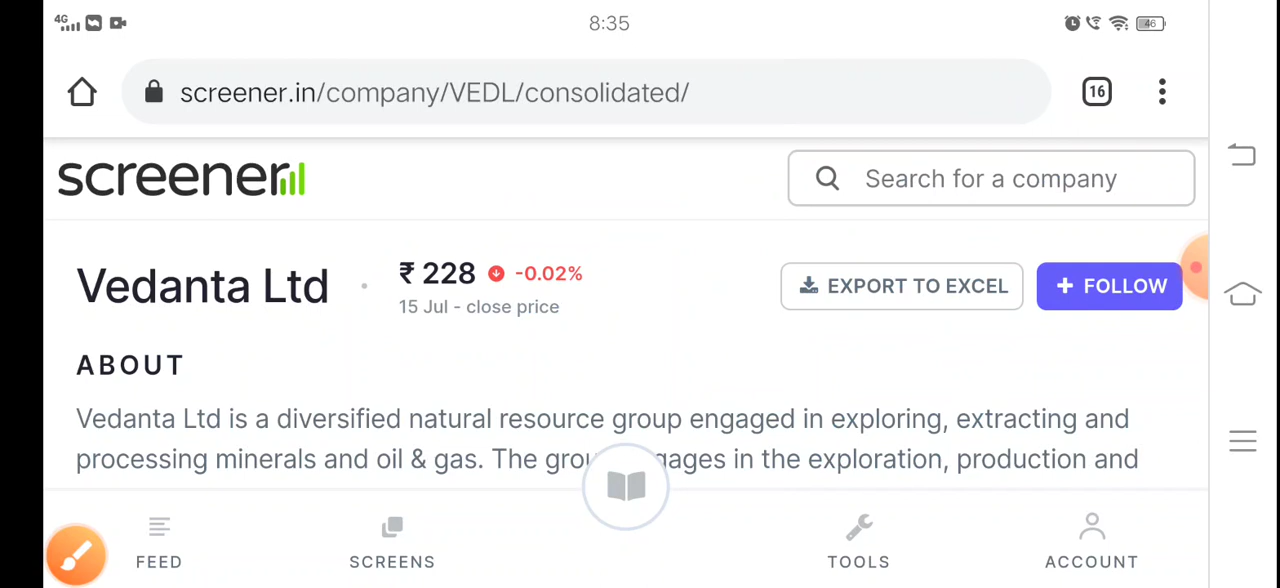 4G 8:35 46
screener.in/company/VEDL/consolidated/ 16
screener Search for a company
Vedanta Ltd ₹ 228 -0.02% EXPORT TO EXCEL + FOLLOW
15 Jul - close price
ABOUT
Vedanta Ltd is a diversified natural resource group engaged in exploring, extracting and
processing minerals and oil & gas. The in the exploration, production and
FEED SCREENS TOOLS ACCOUNT